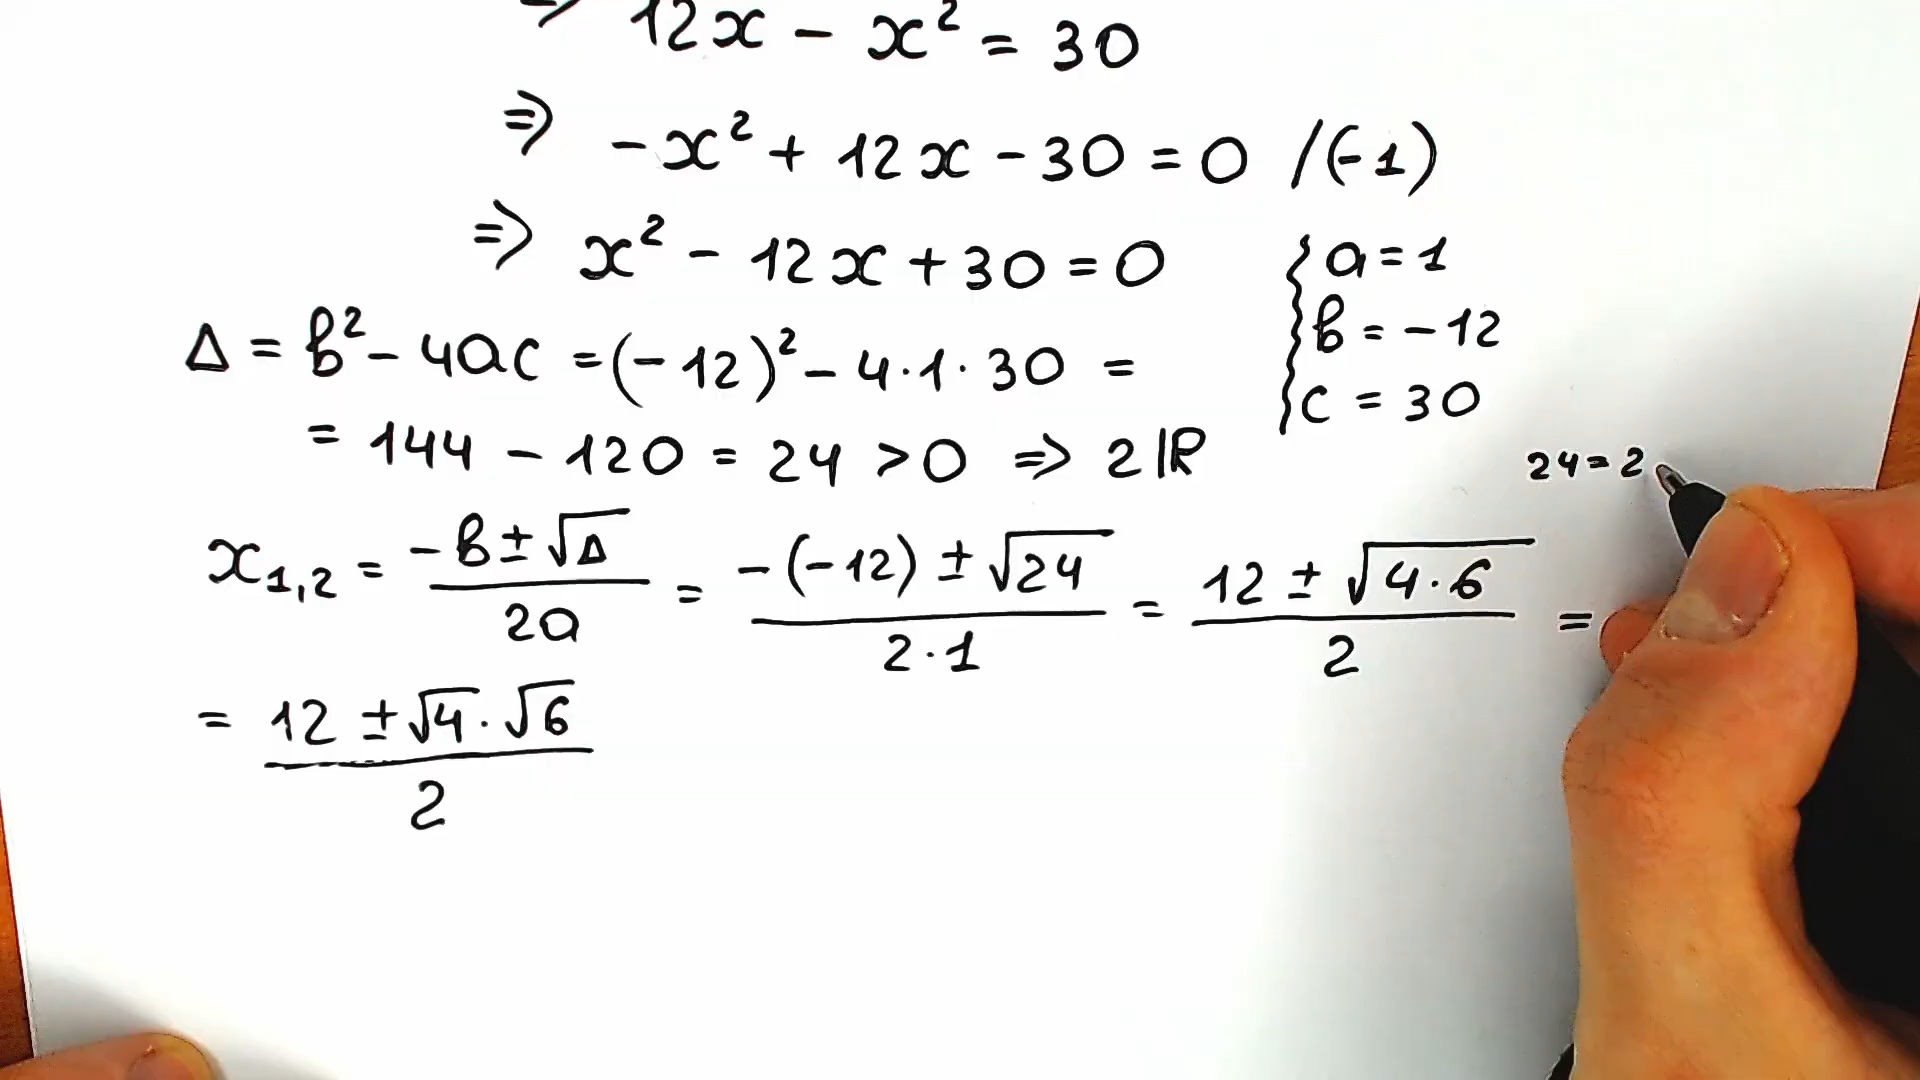 ⇒ 12x - x² = 30
⇒ -x² + 12x - 30 = 0 /(-1)
⇒ x² - 12x + 30 = 0
{ a = 1
b = -12
c = 30
Δ = b² - 4ac = (-12)² - 4·1·30 =
= 144 - 120 = 24 > 0 ⇒ 2 ℝ
24 = 2
x₁,₂ = (-b ± √Δ)/(2a) = (-(-12) ± √24)/(2·1) = (12 ± √(4·6))/2 =
= (12 ± √4 · √6)/2